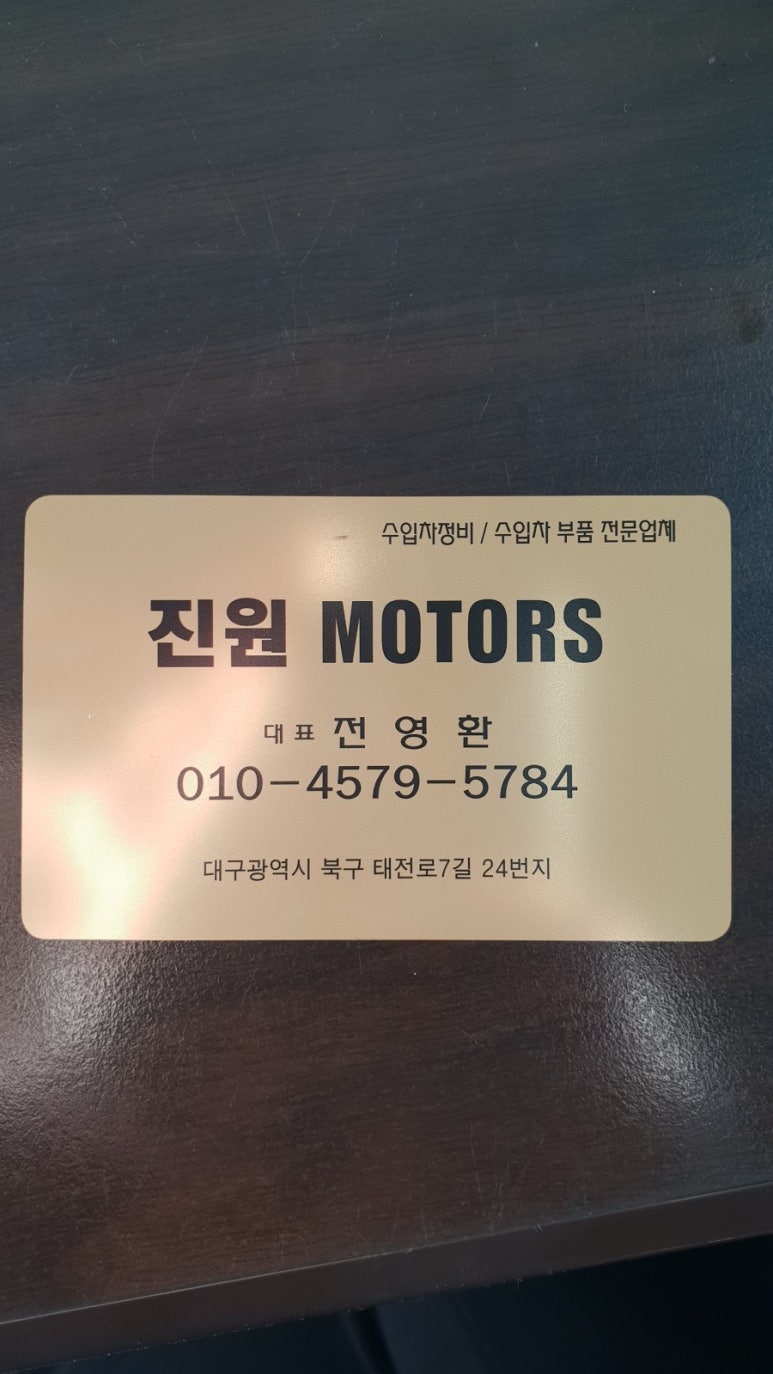 수입차정비 / 수입차 부품 전문업체
진원 MOTORS
대표 전영환
010-4579-5784
대구광역시 북구 태전로7길 24번지